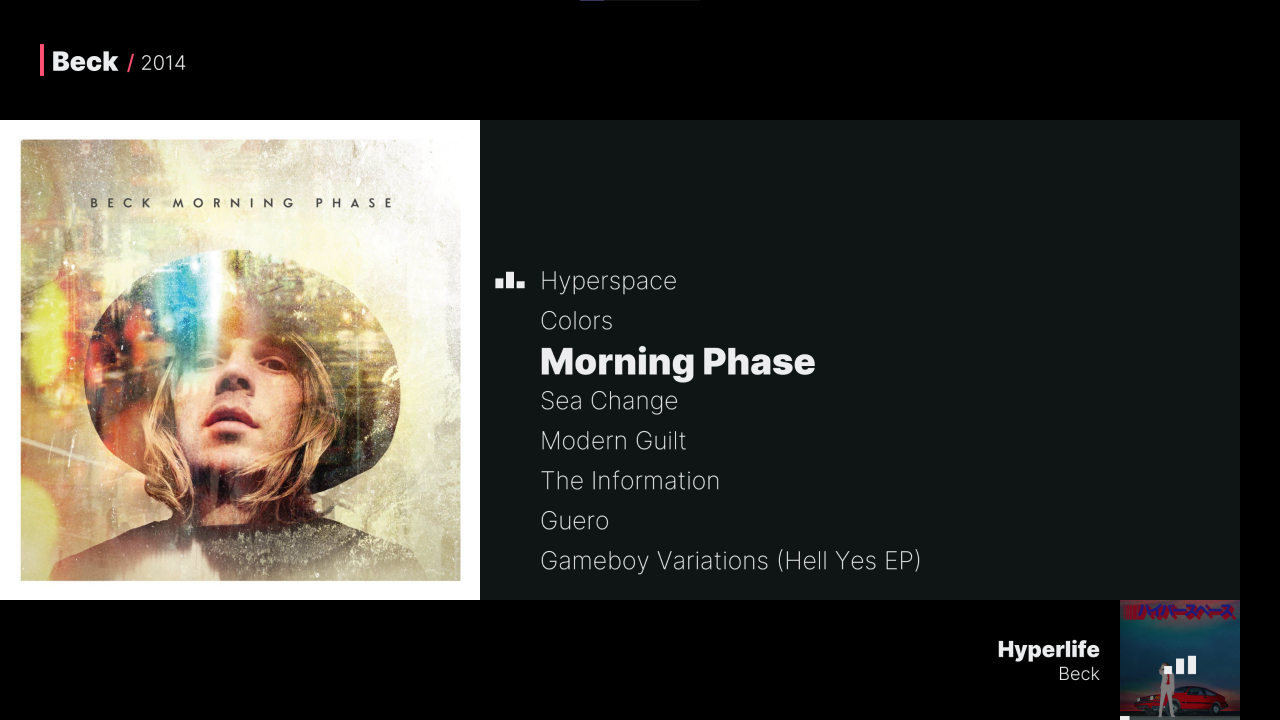 Beck / 2014
BECK MORNING PHASE
Hyperspace
Colors
Morning Phase
Sea Change
Modern Guilt
The Information
Guero
Gameboy Variations (Hell Yes EP)
Hyperlife
Beck
ハイパースペース